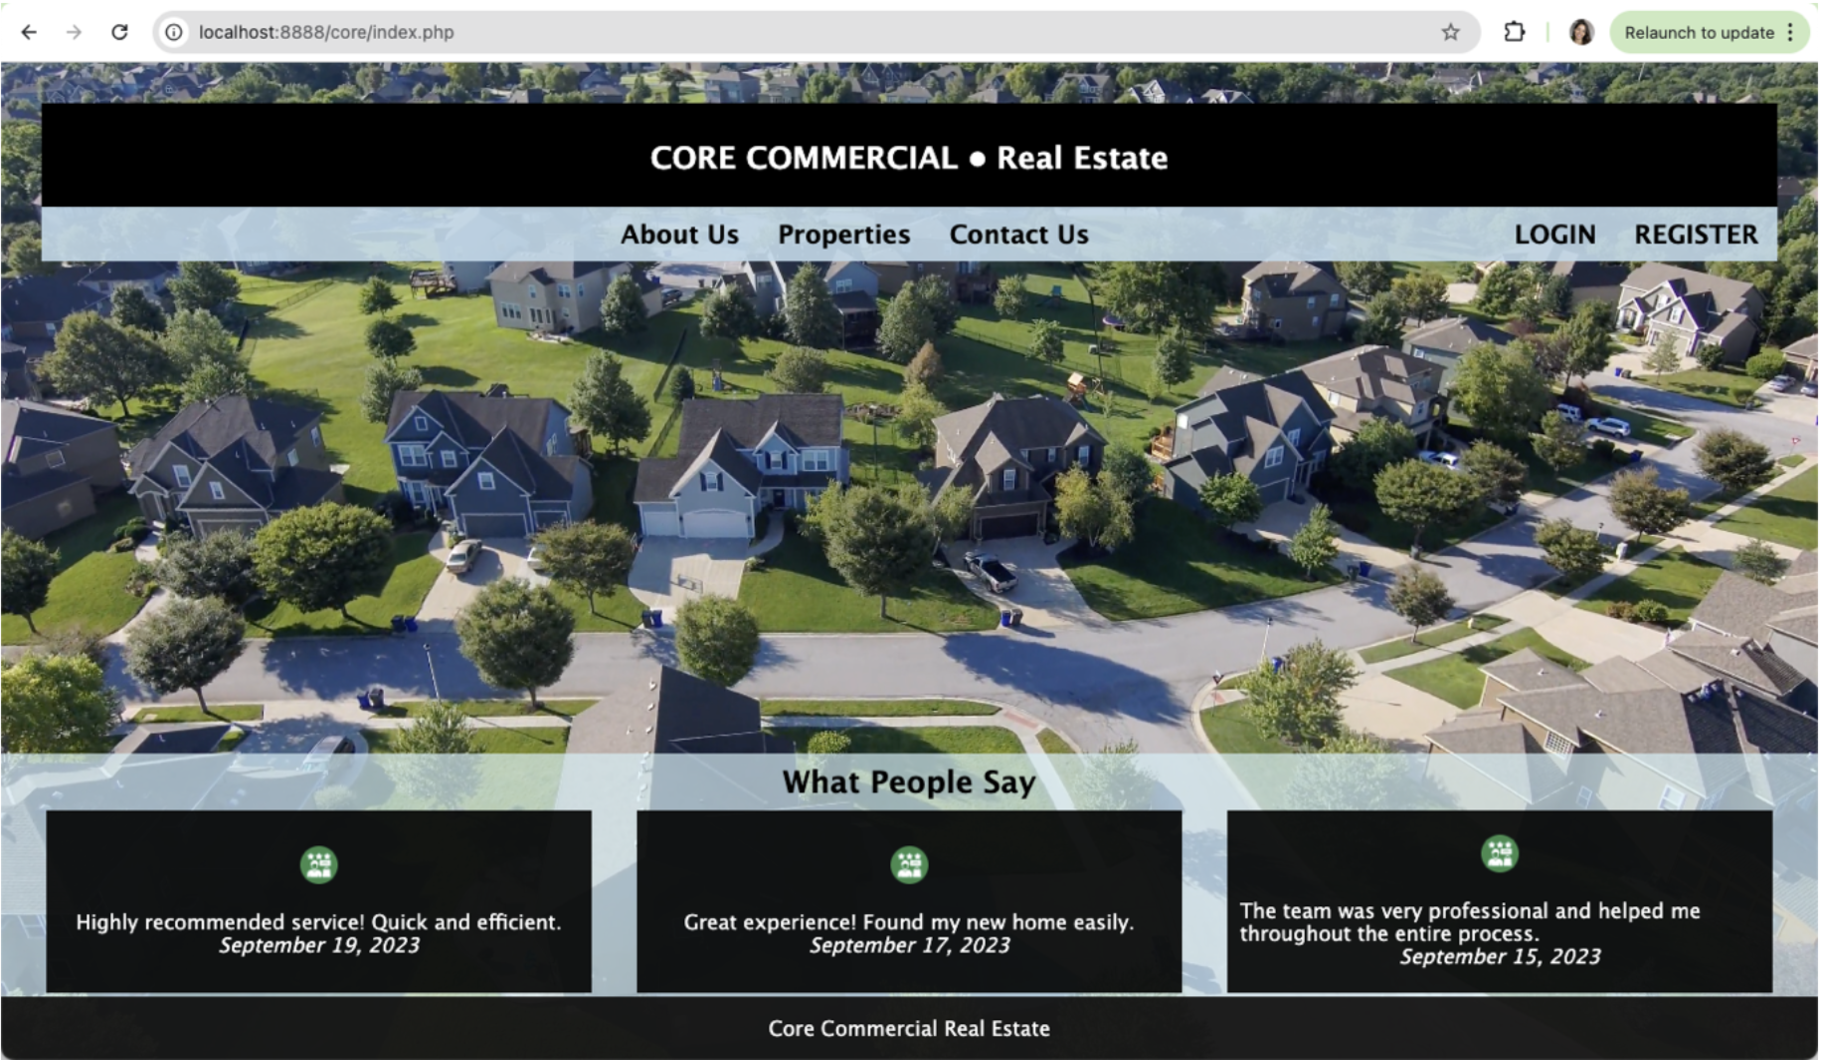 localhost:8888/core/index.php
Relaunch to update
CORE COMMERCIAL ● Real Estate
About Us Properties Contact Us LOGIN REGISTER
What People Say
Highly recommended service! Quick and efficient.
September 19, 2023
Great experience! Found my new home easily.
September 17, 2023
The team was very professional and helped me
throughout the entire process.
September 15, 2023
Core Commercial Real Estate